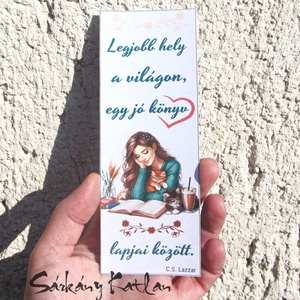 Legjobb hely
a világon,
egy jó könyv
lapjai között.
C.S. Lazzar
Sárkány Katlan